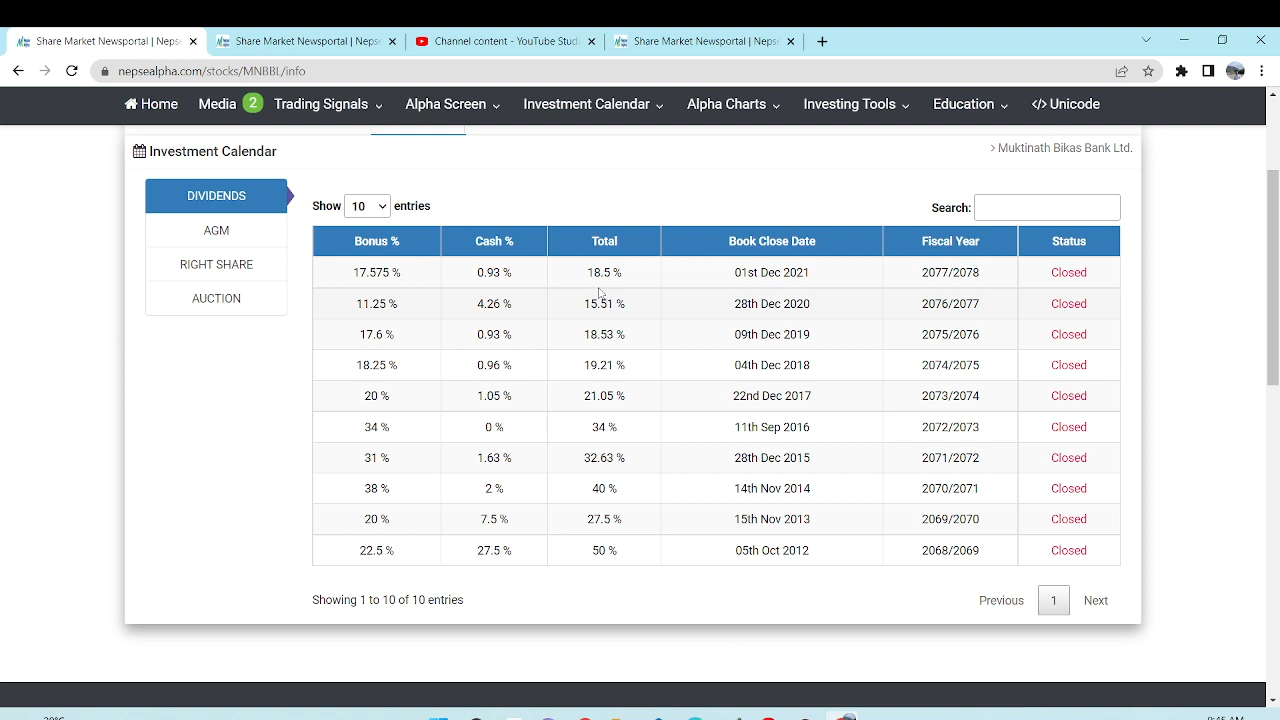 Share Market Newsportal | Nepse
Share Market Newsportal | Nepse
Channel content - YouTube Studi
Share Market Newsportal | Nepse
nepsealpha.com/stocks/MNBBL/info
Home Media 2 Trading Signals Alpha Screen Investment Calendar Alpha Charts Investing Tools Education </> Unicode
Investment Calendar
> Muktinath Bikas Bank Ltd.
DIVIDENDS
AGM
RIGHT SHARE
AUCTION
Show 10 entries
Search:
Bonus % Cash % Total Book Close Date Fiscal Year Status
17.575 % 0.93 % 18.5 % 01st Dec 2021 2077/2078 Closed
11.25 % 4.26 % 15.51 % 28th Dec 2020 2076/2077 Closed
17.6 % 0.93 % 18.53 % 09th Dec 2019 2075/2076 Closed
18.25 % 0.96 % 19.21 % 04th Dec 2018 2074/2075 Closed
20 % 1.05 % 21.05 % 22nd Dec 2017 2073/2074 Closed
34 % 0 % 34 % 11th Sep 2016 2072/2073 Closed
31 % 1.63 % 32.63 % 28th Dec 2015 2071/2072 Closed
38 % 2 % 40 % 14th Nov 2014 2070/2071 Closed
20 % 7.5 % 27.5 % 15th Nov 2013 2069/2070 Closed
22.5 % 27.5 % 50 % 05th Oct 2012 2068/2069 Closed
Showing 1 to 10 of 10 entries
Previous 1 Next